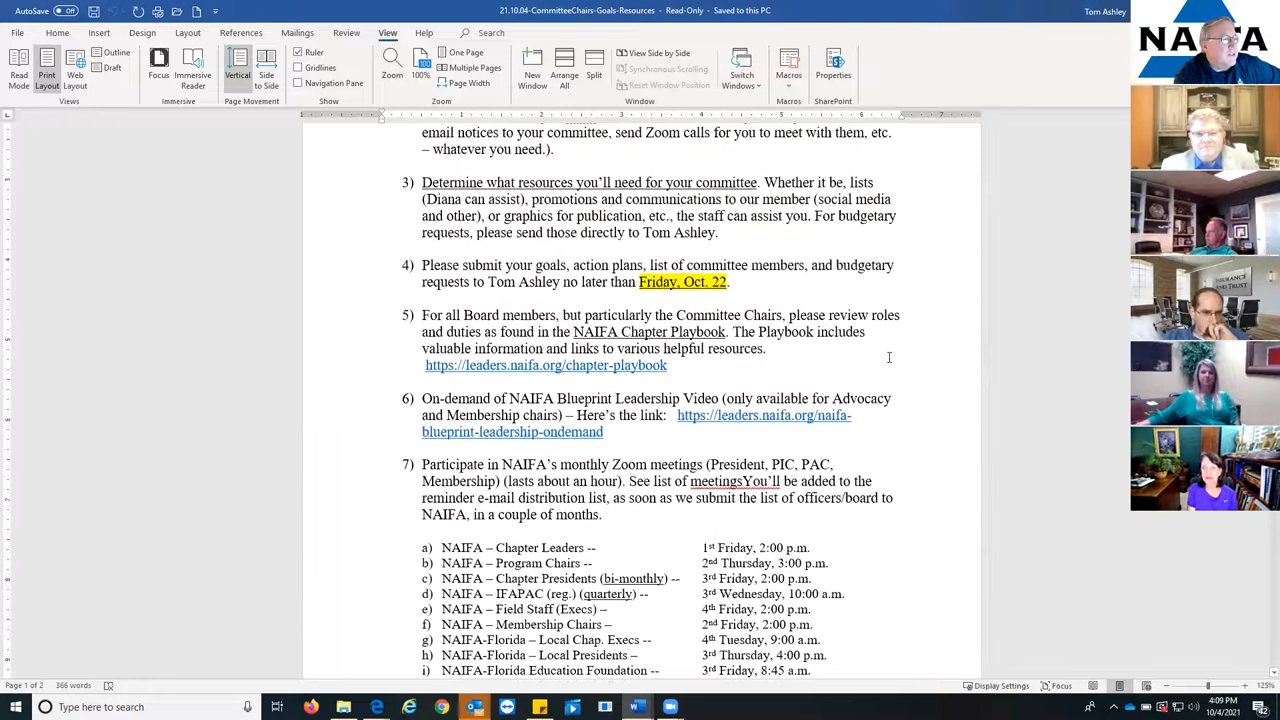 AutoSave Off
21.10.04-CommitteeChairs-Goals-Resources - Read-Only - Saved to this PC
Tom Ashley
File Home Insert Design Layout References Mailings Review View Help Search
Read Mode
Print Layout
Web Layout
Outline
Draft
Views
Focus
Immersive Reader
Immersive
Vertical
Side to Side
Page Movement
Ruler
Gridlines
Navigation Pane
Show
Zoom
100%
One Page
Multiple Pages
Page Width
Zoom
New Window
Arrange All
Split
View Side by Side
Synchronous Scrolling
Reset Window Position
Window
Switch Windows
Macros
Macros
Properties
SharePoint
email notices to your committee, send Zoom calls for you to meet with them, etc.
– whatever you need.).
3) Determine what resources you’ll need for your committee. Whether it be, lists
(Diana can assist), promotions and communications to our member (social media
and other), or graphics for publication, etc., the staff can assist you. For budgetary
requests, please send those directly to Tom Ashley.
4) Please submit your goals, action plans, list of committee members, and budgetary
requests to Tom Ashley no later than Friday, Oct. 22.
5) For all Board members, but particularly the Committee Chairs, please review roles
and duties as found in the NAIFA Chapter Playbook. The Playbook includes
valuable information and links to various helpful resources.
https://leaders.naifa.org/chapter-playbook
6) On-demand of NAIFA Blueprint Leadership Video (only available for Advocacy
and Membership chairs) – Here’s the link: https://leaders.naifa.org/naifa-
blueprint-leadership-ondemand
7) Participate in NAIFA’s monthly Zoom meetings (President, PIC, PAC,
Membership) (lasts about an hour). See list of meetingsYou’ll be added to the
reminder e-mail distribution list, as soon as we submit the list of officers/board to
NAIFA, in a couple of months.
a) NAIFA – Chapter Leaders -- 1st Friday, 2:00 p.m.
b) NAIFA – Program Chairs -- 2nd Thursday, 3:00 p.m.
c) NAIFA – Chapter Presidents (bi-monthly) -- 3rd Friday, 2:00 p.m.
d) NAIFA – IFAPAC (reg.) (quarterly) -- 3rd Wednesday, 10:00 a.m.
e) NAIFA – Field Staff (Execs) – 4th Friday, 2:00 p.m.
f) NAIFA – Membership Chairs – 2nd Friday, 2:00 p.m.
g) NAIFA-Florida – Local Chap. Execs -- 4th Tuesday, 9:00 a.m.
h) NAIFA-Florida – Local Presidents – 3rd Thursday, 4:00 p.m.
i) NAIFA-Florida Education Foundation -- 3rd Friday, 8:45 a.m.
INSURANCE
AND TRUST
Page 1 of 2 366 words
Display Settings Focus 125%
Type here to search
4:09 PM
10/4/2021